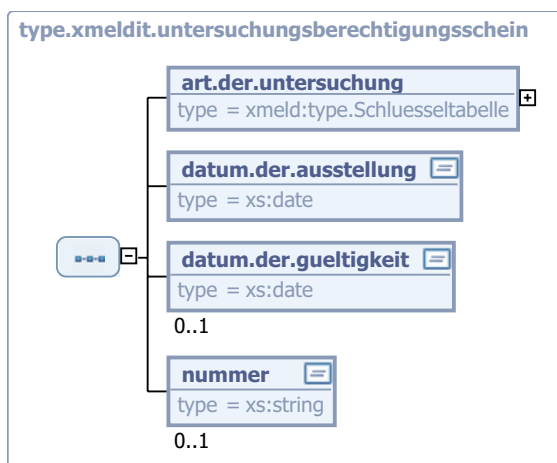 type.xmeldit.untersuchungsberechtigungsschein
art.der.untersuchung
type = xmeld:type.Schluesseltabelle
datum.der.ausstellung
type = xs:date
datum.der.gueltigkeit
type = xs:date
0..1
nummer
type = xs:string
0..1